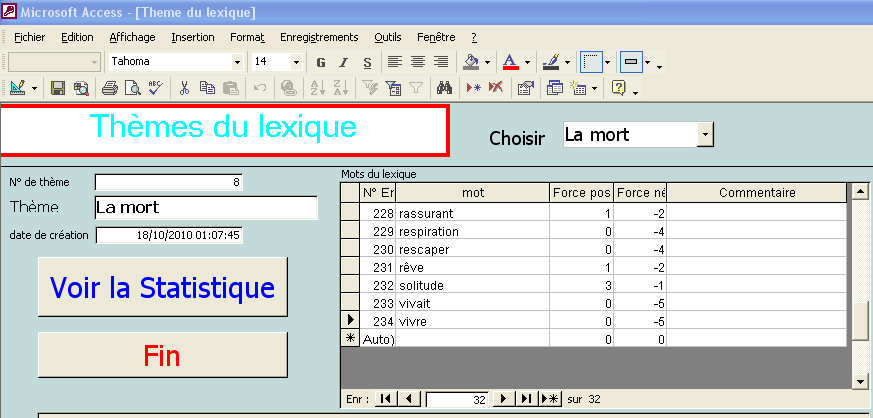 Microsoft Access - [Theme du lexique]
Fichier Edition Affichage Insertion Format Enregistrements Outils Fenêtre ?
Tahoma 14 G I S A
Thèmes du lexique
Choisir La mort
N° de thème 8
Thème La mort
date de création 18/10/2010 01:07:45
Voir la Statistique
Fin
Mots du lexique
N° Er mot Force pos Force né Commentaire
228 rassurant 1 -2
229 respiration 0 -4
230 rescaper 0 -4
231 rêve 1 -2
232 solitude 3 -1
233 vivait 0 -5
234 vivre 0 -5
Auto) 0 0
Enr : 32 sur 32